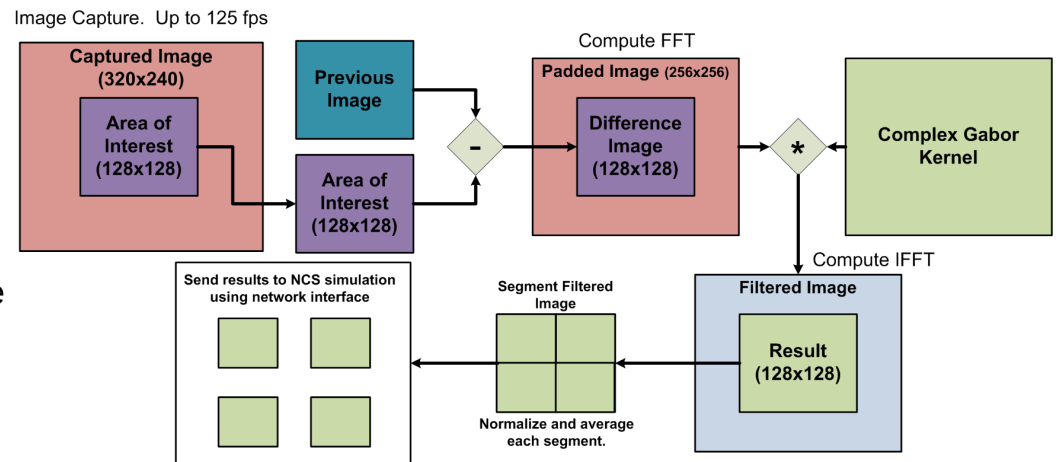 Image Capture.  Up to 125 fps
Captured Image
(320x240)
Area of
Interest
(128x128)
Previous
Image
Area of
Interest
(128x128)
-
Compute FFT
Padded Image (256x256)
Difference
Image
(128x128)
*
Complex Gabor
Kernel
Compute IFFT
Filtered Image
Result
(128x128)
Segment Filtered
Image
Normalize and average
each segment.
Send results to NCS simulation
using network interface
e